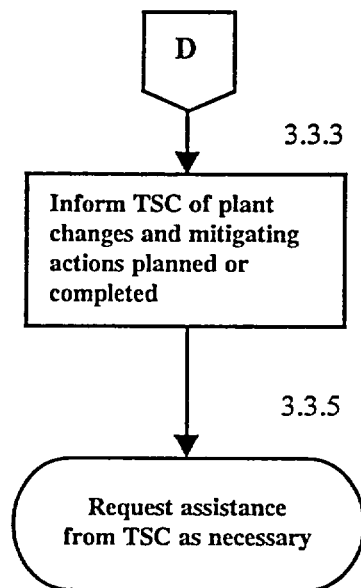 D
3.3.3
Inform TSC of plant
changes and mitigating
actions planned or
completed
3.3.5
Request assistance
from TSC as necessary